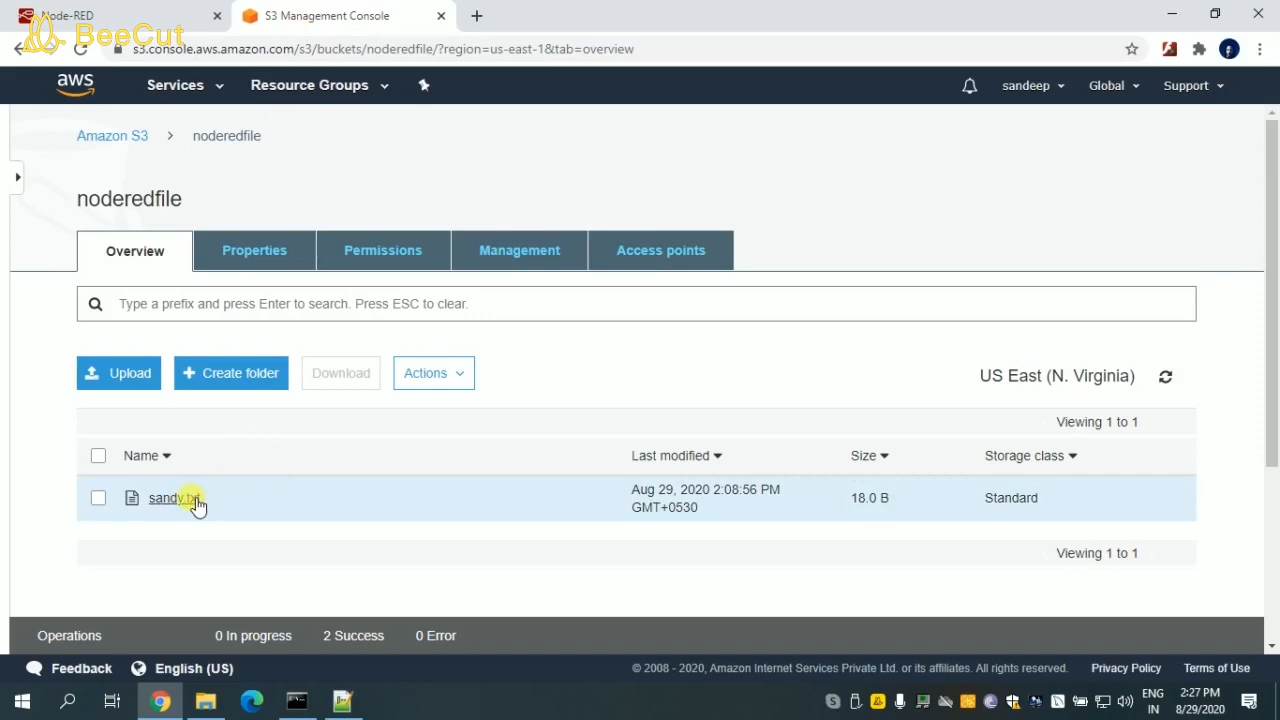 Node-RED
S3 Management Console
BeeCut
s3.console.aws.amazon.com/s3/buckets/noderedfile/?region=us-east-1&tab=overview
aws
Services
Resource Groups
sandeep
Global
Support
Amazon S3
noderedfile
noderedfile
Overview
Properties
Permissions
Management
Access points
Type a prefix and press Enter to search. Press ESC to clear.
Upload
Create folder
Download
Actions
US East (N. Virginia)
Viewing 1 to 1
Name
Last modified
Size
Storage class
sandy.txt
Aug 29, 2020 2:08:56 PM
GMT+0530
18.0 B
Standard
Viewing 1 to 1
Operations
0 In progress
2 Success
0 Error
Feedback
English (US)
© 2008 - 2020, Amazon Internet Services Private Ltd. or its affiliates. All rights reserved.
Privacy Policy
Terms of Use
ENG
IN
2:27 PM
8/29/2020